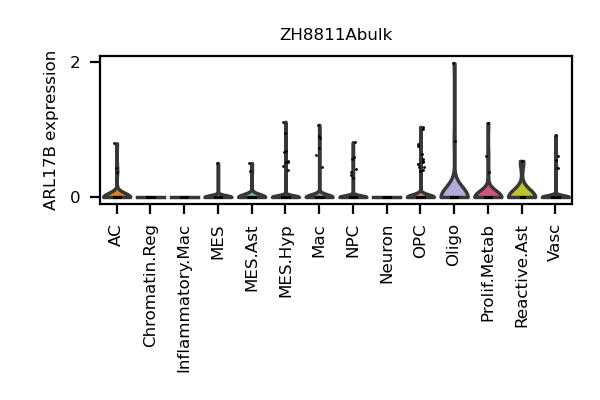 ZH8811Abulk
ARL17B expression
2
0
AC
Chromatin.Reg
Inflammatory.Mac
MES
MES.Ast
MES.Hyp
Mac
NPC
Neuron
OPC
Oligo
Prolif.Metab
Reactive.Ast
Vasc